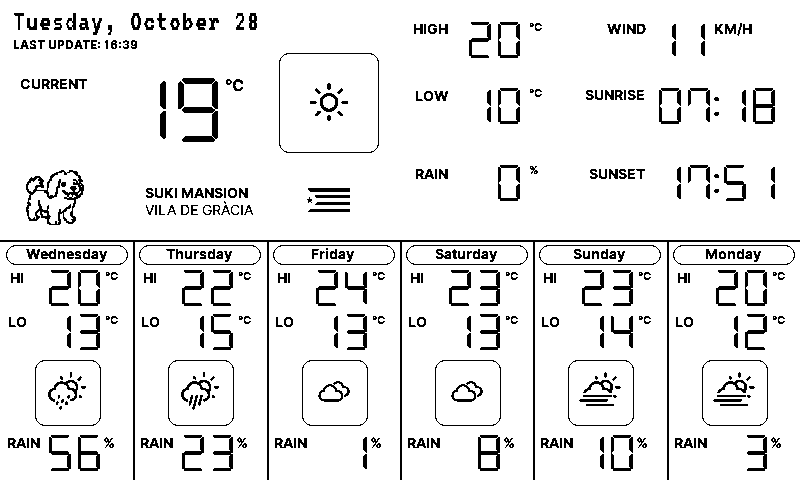 Tuesday, October 28
LAST UPDATE: 16:39
CURRENT 19 °C
SUKI MANSION
VILA DE GRÀCIA
HIGH 20 °C
LOW 10 °C
RAIN 0 %
WIND 11 KM/H
SUNRISE 07:18
SUNSET 17:51
Wednesday
HI 20 °C
LO 13 °C
RAIN 56 %
Thursday
HI 22 °C
LO 15 °C
RAIN 23 %
Friday
HI 24 °C
LO 13 °C
RAIN 1 %
Saturday
HI 23 °C
LO 13 °C
RAIN 8 %
Sunday
HI 23 °C
LO 14 °C
RAIN 10 %
Monday
HI 20 °C
LO 12 °C
RAIN 3 %